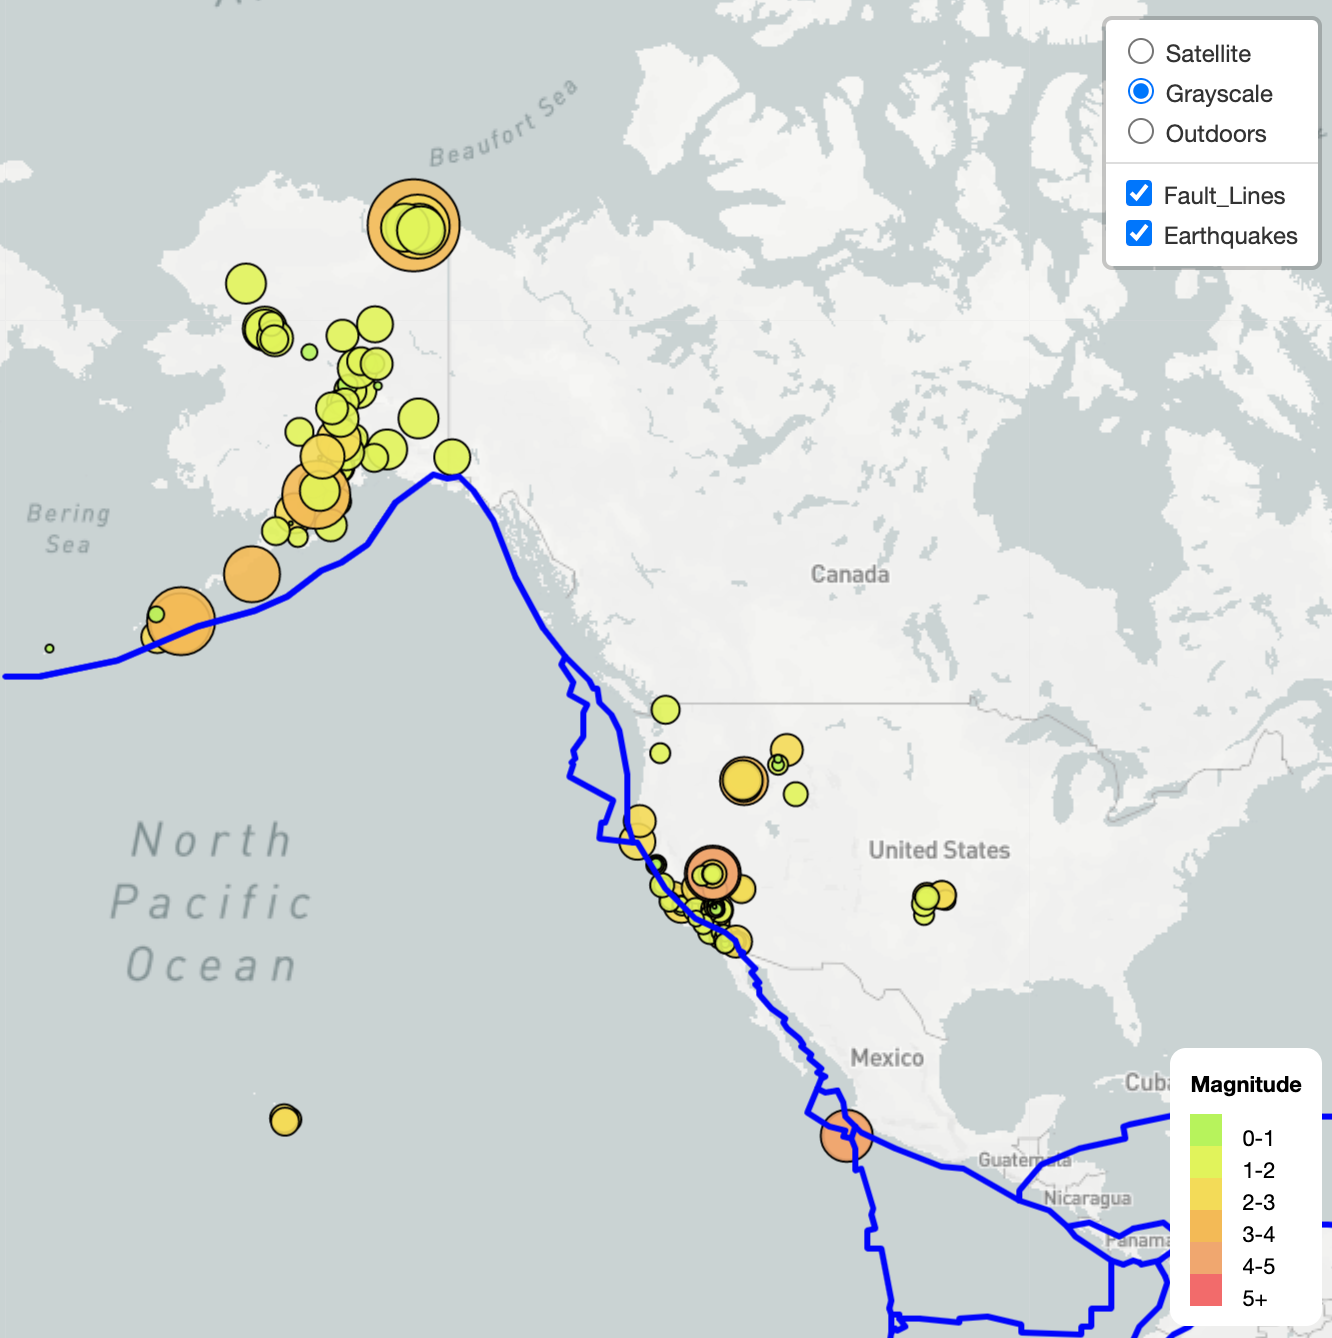 Beaufort Sea
Satellite
Grayscale
Outdoors
Fault_Lines
Earthquakes
Bering
Sea
Canada
North
Pacific
Ocean
United States
Mexico
Cuba
Guatemala
Nicaragua
Panama
Magnitude
0-1
1-2
2-3
3-4
4-5
5+